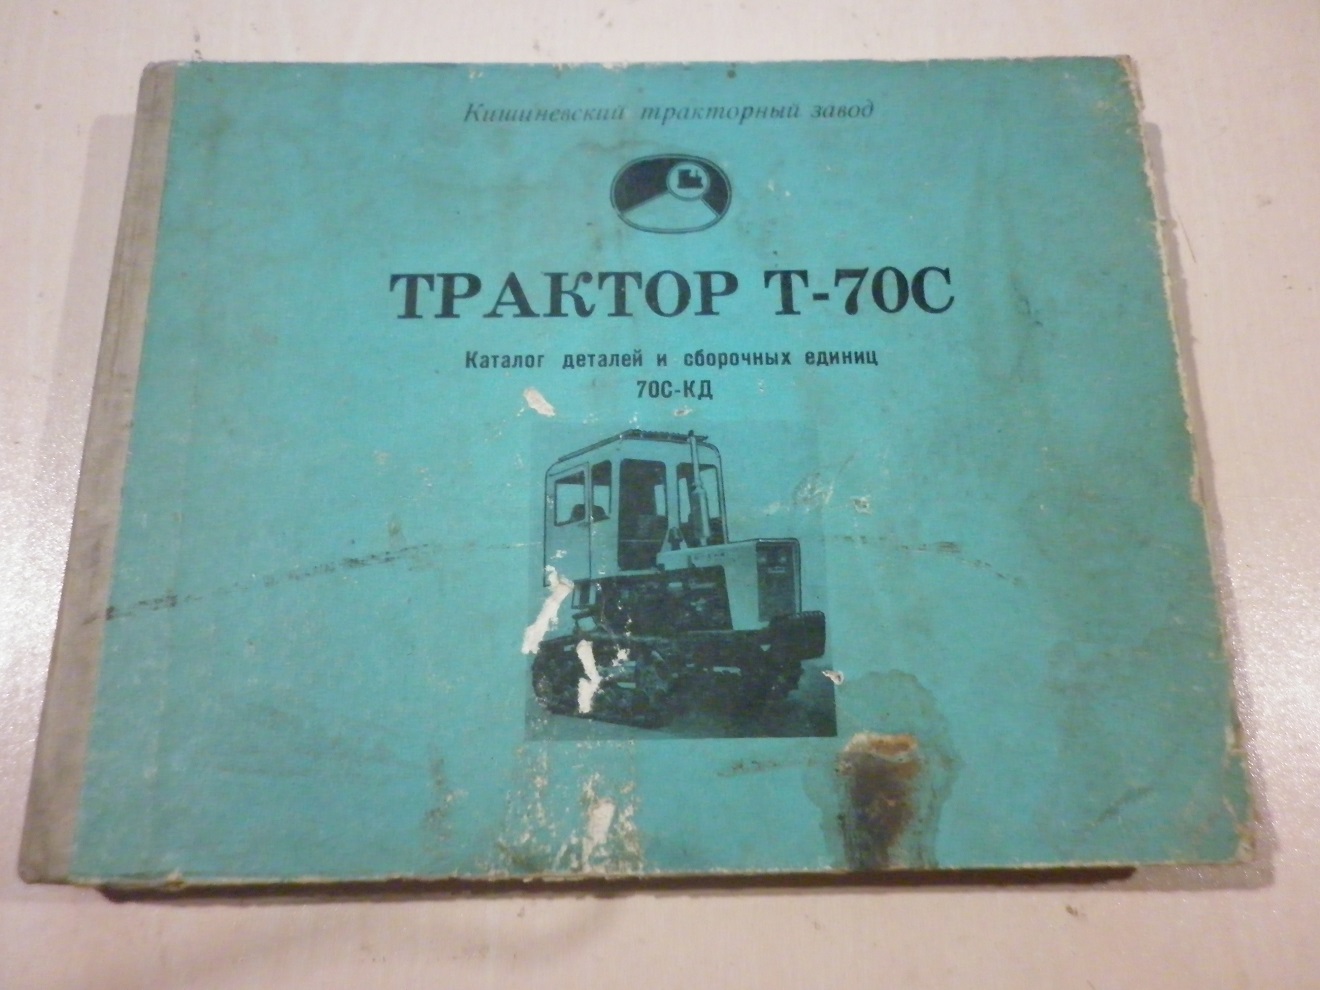 Кишиневский тракторный завод
ТРАКТОР Т-70С
Каталог деталей и сборочных единиц
70С-КД